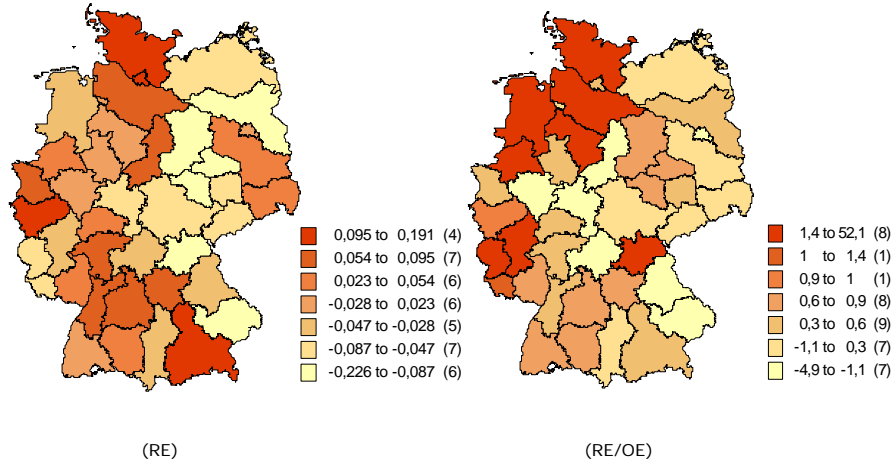 0,095 to 0,191 (4)
0,054 to 0,095 (7)
0,023 to 0,054 (6)
-0,028 to 0,023 (6)
-0,047 to -0,028 (5)
-0,087 to -0,047 (7)
-0,226 to -0,087 (6)
1,4 to 52,1 (8)
1 to 1,4 (1)
0,9 to 1 (1)
0,6 to 0,9 (8)
0,3 to 0,6 (9)
-1,1 to 0,3 (7)
-4,9 to -1,1 (7)
(RE)
(RE/OE)